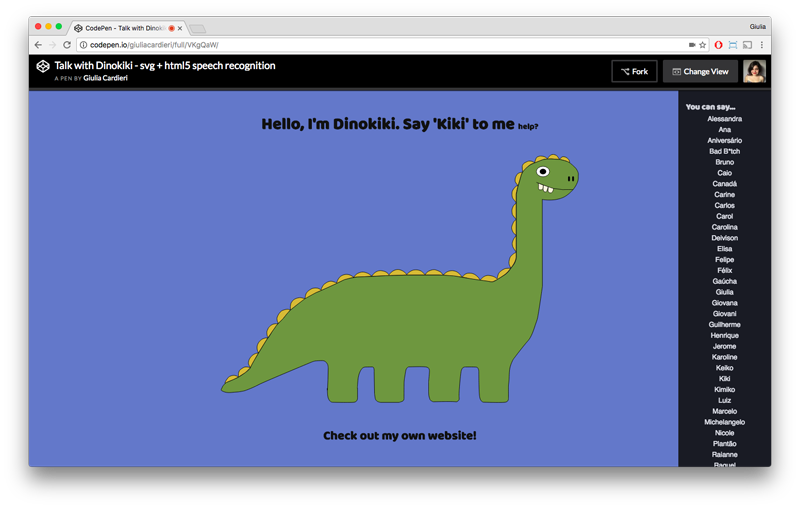 CodePen - Talk with Dinoki
Giulia
codepen.io/giuliacardieri/full/VKgQaW/
Talk with Dinokiki - svg + html5 speech recognition
A PEN BY Giulia Cardieri
Fork
Change View
Hello, I'm Dinokiki. Say 'Kiki' to me help?
Check out my own website!
You can say...
Alessandra
Ana
Aniversário
Bad B*tch
Bruno
Caio
Canadá
Carine
Carlos
Carol
Carolina
Deivison
Elisa
Felipe
Félix
Gaúcha
Giulia
Giovana
Giovani
Guilherme
Henrique
Jerome
Karoline
Keiko
Kiki
Kimiko
Luiz
Marcelo
Michelangelo
Nicole
Plantão
Raianne
Raquel